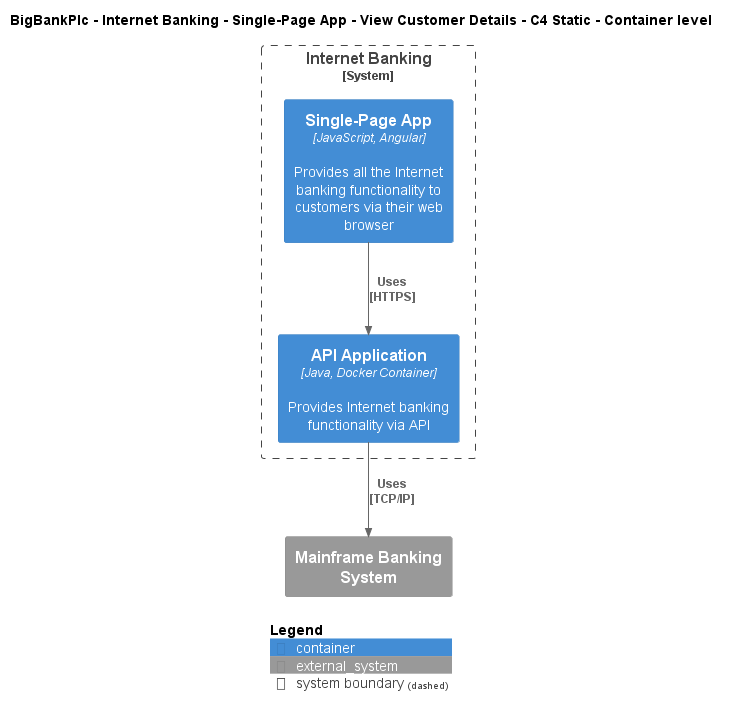 BigBankPlc - Internet Banking - Single-Page App - View Customer Details - C4 Static - Container level
Internet Banking
[System]
Single-Page App
[JavaScript, Angular]
Provides all the Internet
banking functionality to
customers via their web
browser
Uses
[HTTPS]
API Application
[Java, Docker Container]
Provides Internet banking
functionality via API
Uses
[TCP/IP]
Mainframe Banking
System
Legend
container
external_system
system boundary (dashed)